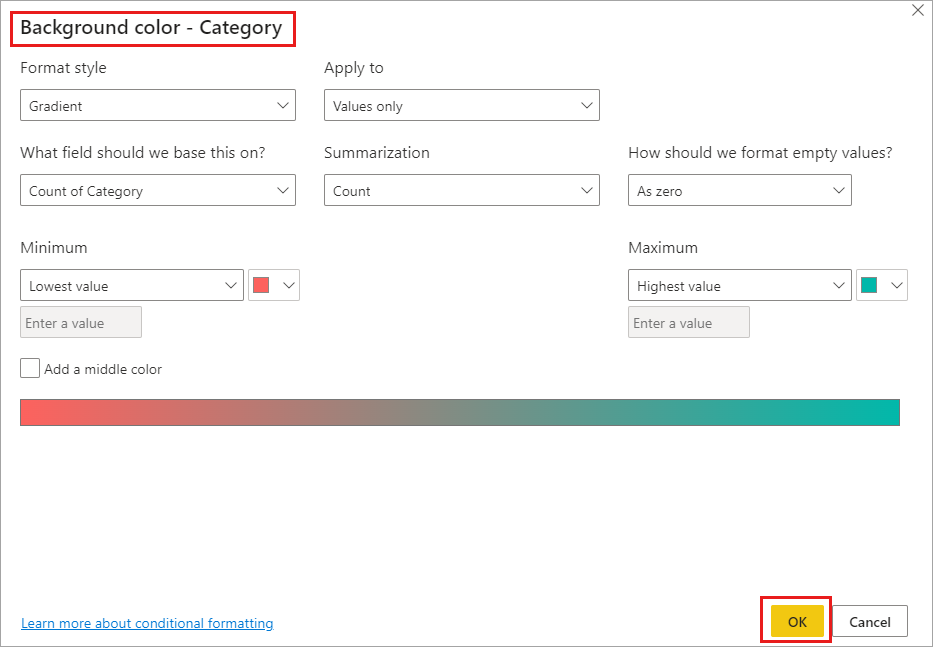 Background color - Category
Format style
Apply to
Gradient
Values only
What field should we base this on?
Summarization
How should we format empty values?
Count of Category
Count
As zero
Minimum
Maximum
Lowest value
Highest value
Enter a value
Enter a value
Add a middle color
Learn more about conditional formatting
OK
Cancel